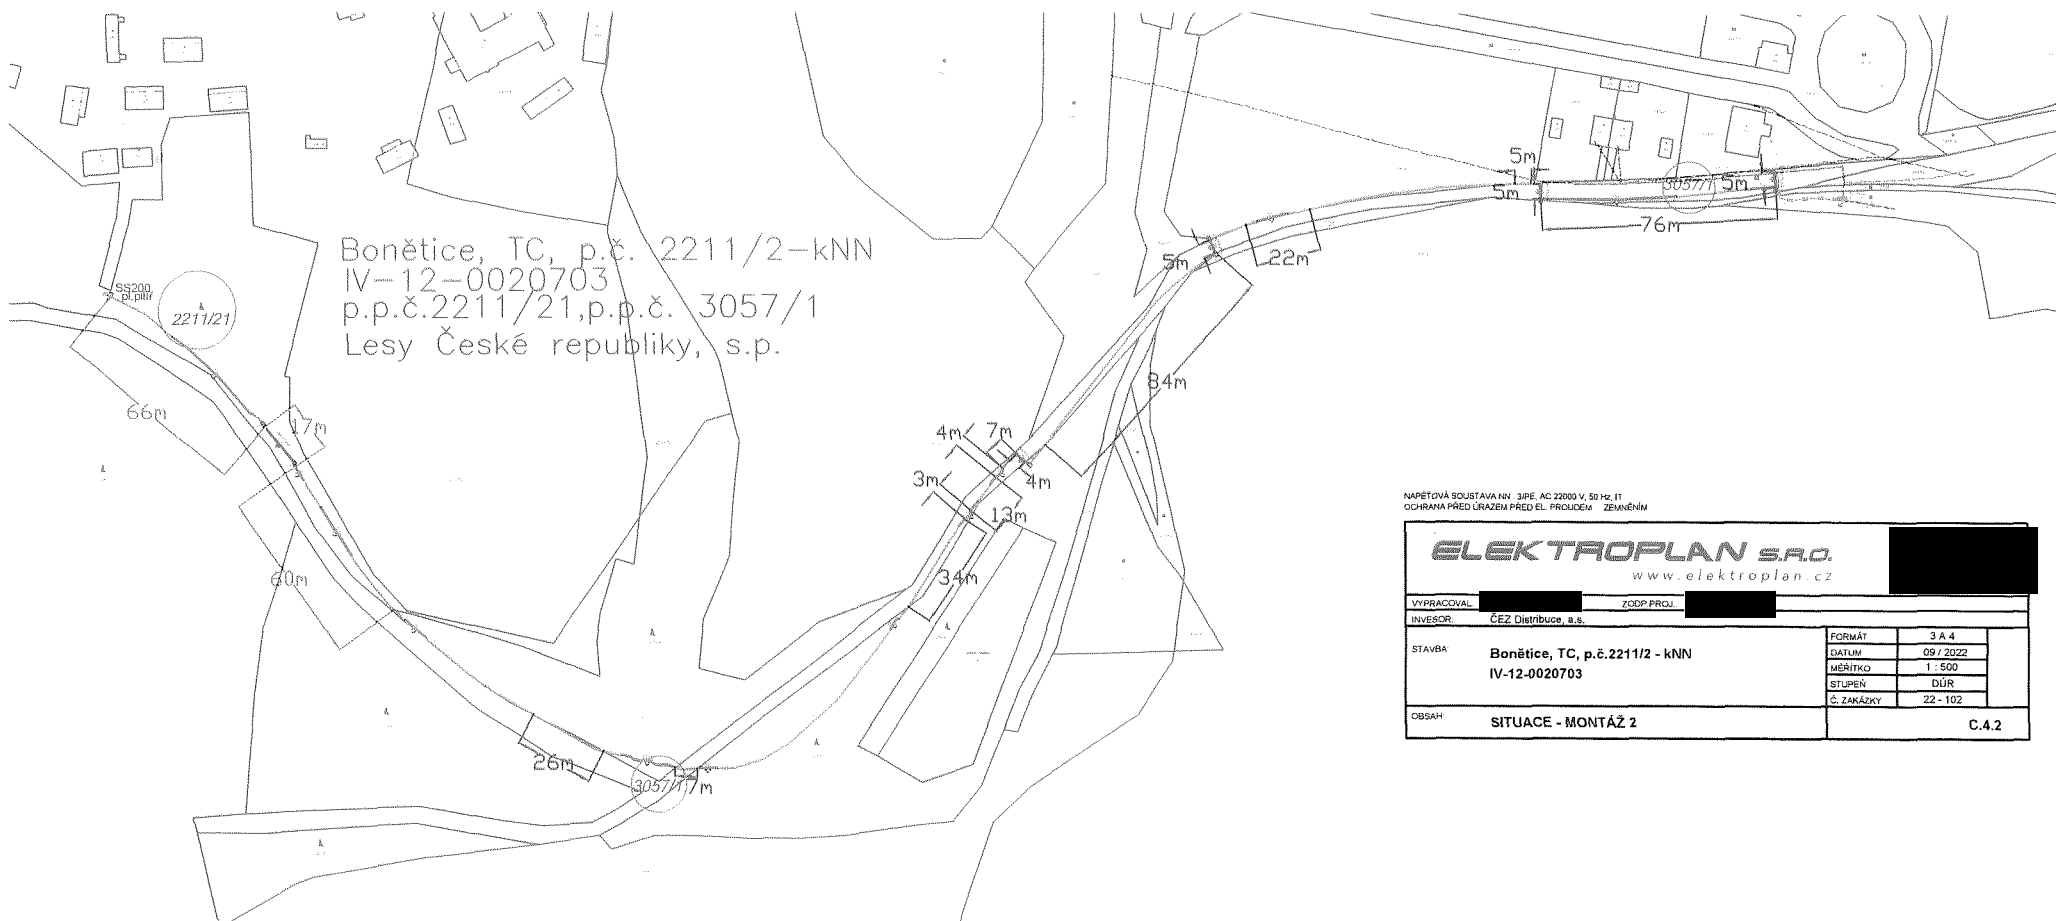 Bonětice, TC, p.č. 2211/2-kNN
IV-12-0020703
p.p.č.2211/21,p.p.č. 3057/1
Lesy České republiky, s.p.
SS200
pl.pilíř
2211/21
66m
17m
60m
26m
3057/1
7m
34m
3m
13m
4m
7m
4m
84m
5m
22m
5m
5m
3057/1
5m
76m
NAPĚŤOVÁ SOUSTAVA NN : 3/PE, AC 22000 V, 50 Hz, IT
OCHRANA PŘED ÚRAZEM PŘED EL. PROUDEM ZEMNĚNÍM
ELEKTROPLAN S.R.O.
www.elektroplan.cz
VYPRACOVAL
ZODP.PROJ.:
INVESOR: ČEZ Distribuce, a.s.
STAVBA: Bonětice, TC, p.č.2211/2 - kNN
IV-12-0020703
FORMÁT 3 A 4
DATUM 09 / 2022
MĚŘÍTKO 1 : 500
STUPEŇ DÚR
Č. ZAKÁZKY 22 - 102
OBSAH: SITUACE - MONTÁŽ 2
C.4.2